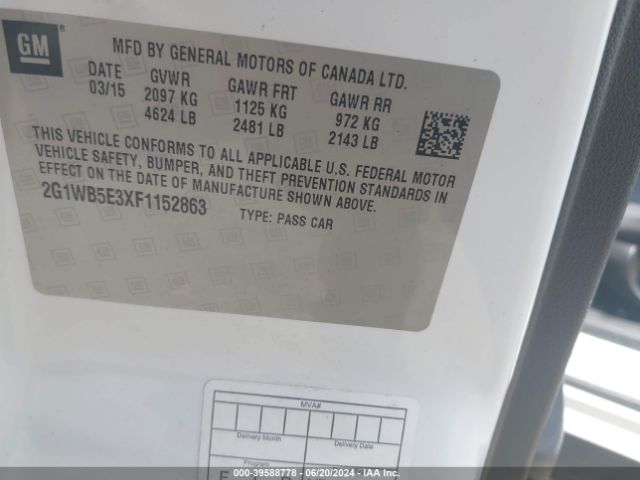 GM
MFD BY GENERAL MOTORS OF CANADA LTD.
DATE GVWR GAWR FRT GAWR RR
03/15 2097 KG 1125 KG 972 KG
4624 LB 2481 LB 2143 LB
THIS VEHICLE CONFORMS TO ALL APPLICABLE U.S. FEDERAL MOTOR
VEHICLE SAFETY, BUMPER, AND THEFT PREVENTION STANDARDS IN
EFFECT ON THE DATE OF MANUFACTURE SHOWN ABOVE.
2G1WB5E3XF1152863 TYPE: PASS CAR
MVA#
Delivery Month Delivery Date
Program
000-39588778 - 06/20/2024 - IAAI.COM